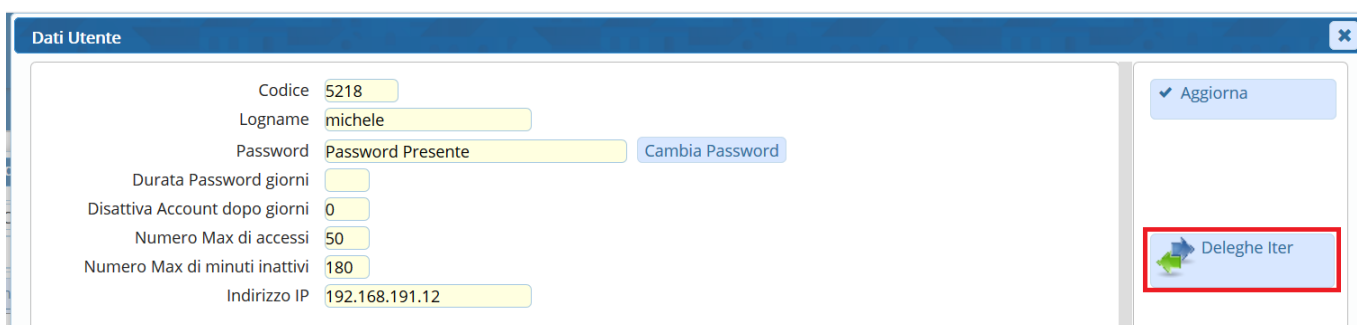 Dati Utente
Codice 5218
Aggiorna
Logname michele
Password Password Presente Cambia Password
Durata Password giorni
Disattiva Account dopo giorni 0
Numero Max di accessi 50
Deleghe Iter
Numero Max di minuti inattivi 180
Indirizzo IP 192.168.191.12